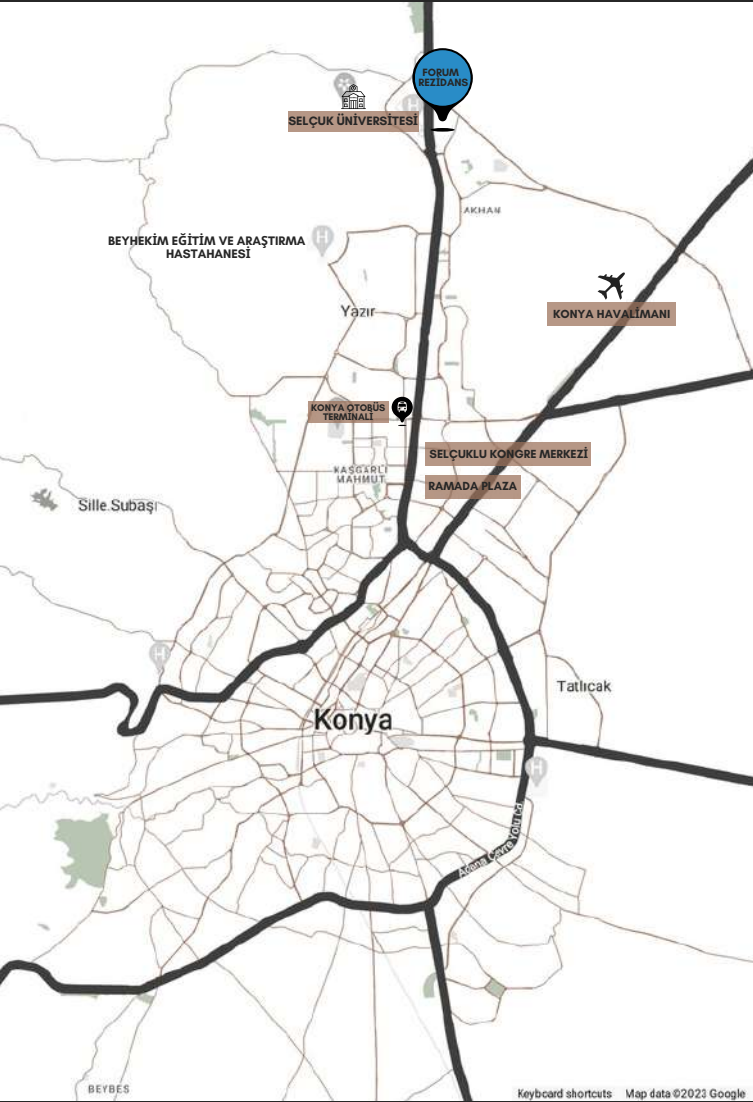 FORUM
REZİDANS
H
SELÇUK ÜNİVERSİTESİ
AKHAN
BEYHEKİM EĞİTİM VE ARAŞTIRMA
HASTAHANESİ
H
KONYA HAVALİMANI
Yazır
KONYA OTOBÜS
TERMİNALİ
SELÇUKLU KONGRE MERKEZİ
KAŞGARLI
MAHMUT
RAMADA PLAZA
Sille Subaşı
H
Tatlıcak
Konya
H
Adana Çevre Yolu Cd
BEYBES
Keyboard shortcuts
Map data ©2023 Google